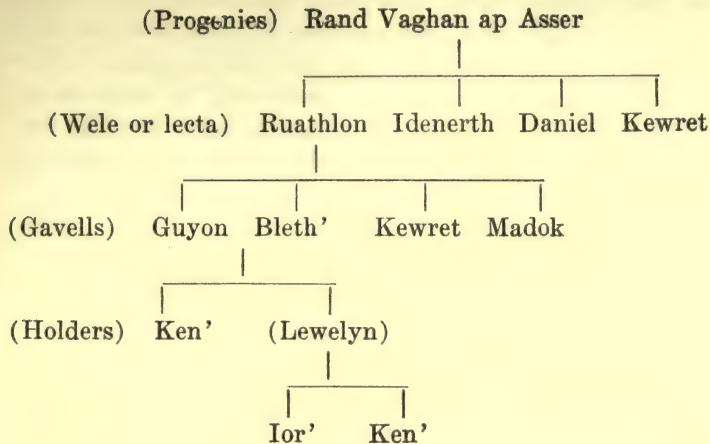 (Progenies) Rand Vaghan ap Asser
(Wele or lecta) Ruathlon Idenerth Daniel Kewret
(Gavells) Guyon Bleth’ Kewret Madok
(Holders) Ken’ (Lewelyn)
Ior’ Ken’